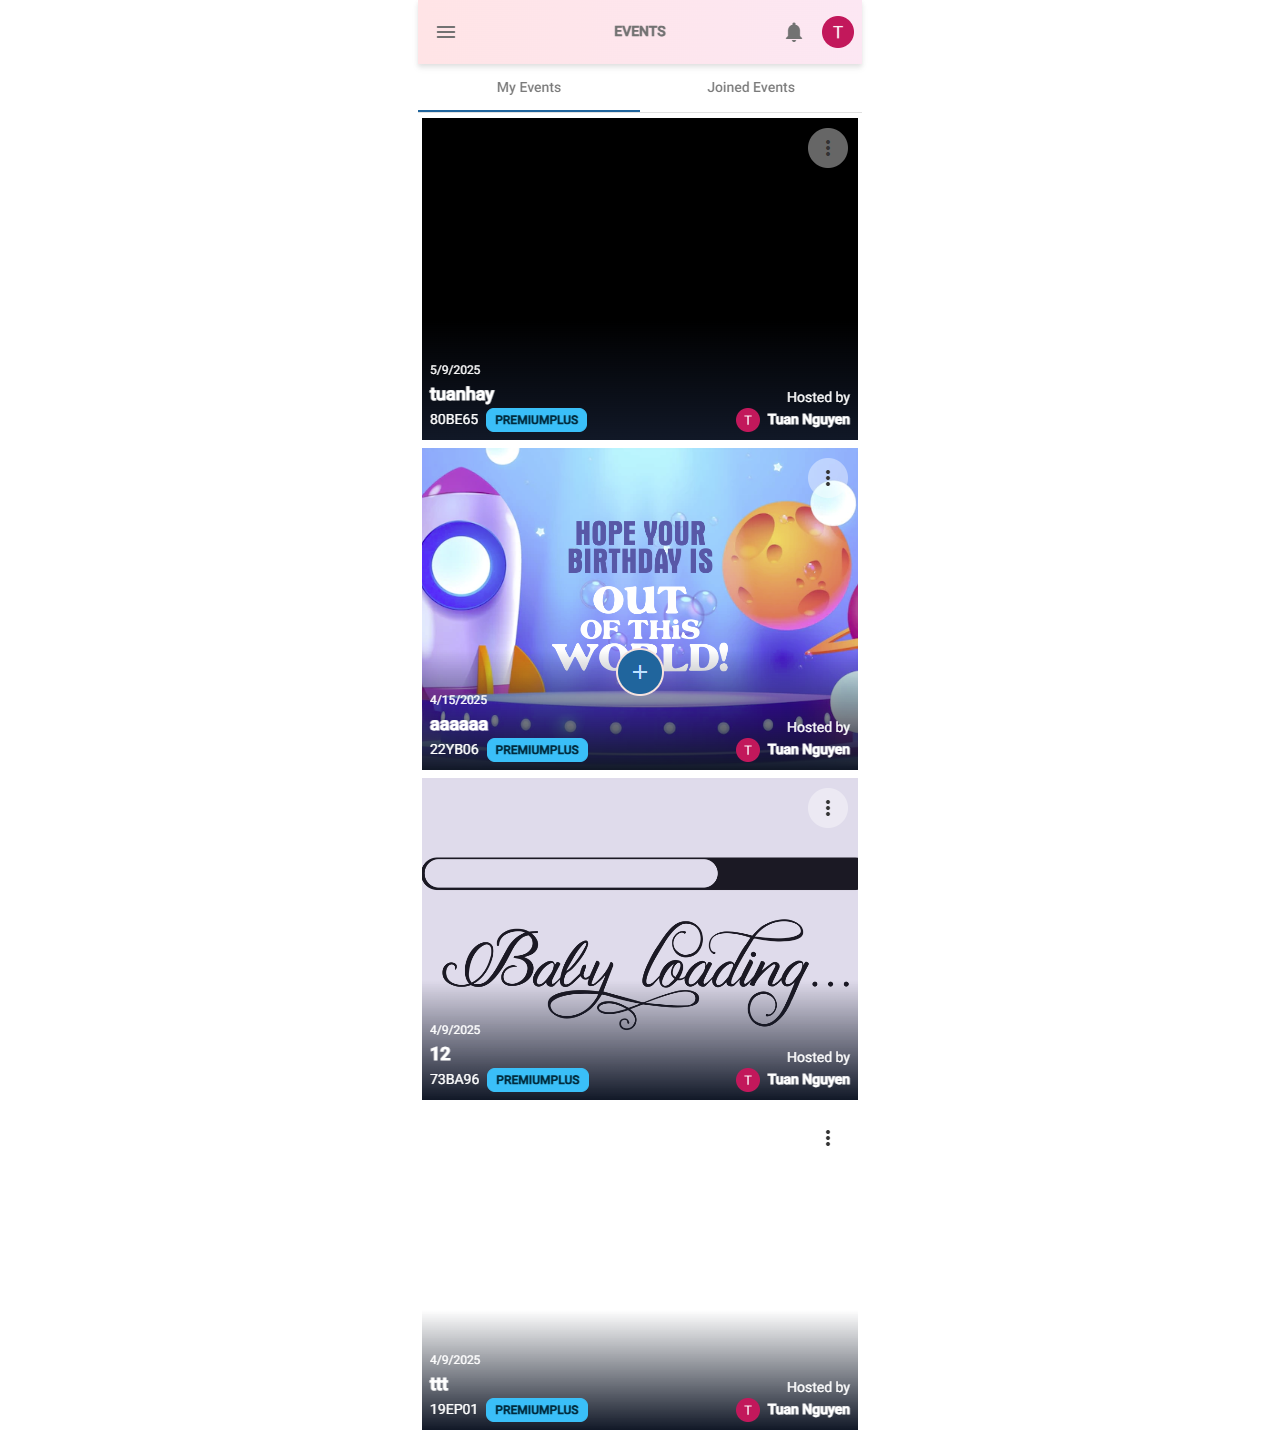 EVENTS
T
My Events
Joined Events
5/9/2025
tuanhay
Hosted by
80BE65
PREMIUMPLUS
T
Tuan Nguyen
HOPE YOUR
BIRTHDAY IS
OUT
OF THiS
WORLD!
4/15/2025
aaaaaa
Hosted by
22YB06
PREMIUMPLUS
T
Tuan Nguyen
Baby loading...
4/9/2025
12
Hosted by
73BA96
PREMIUMPLUS
T
Tuan Nguyen
4/9/2025
ttt
Hosted by
19EP01
PREMIUMPLUS
T
Tuan Nguyen